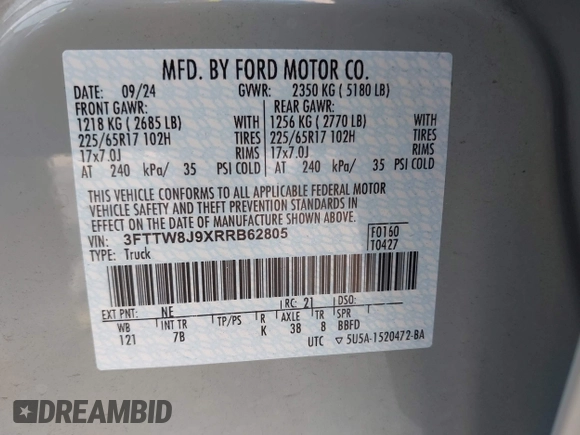 MFD. BY FORD MOTOR CO.
DATE: 09/24 GVWR: 2350 KG ( 5180 LB)
FRONT GAWR: REAR GAWR:
1218 KG ( 2685 LB) WITH 1256 KG ( 2770 LB) WITH
225/65R17 102H TIRES 225/65R17 102H TIRES
17x7.0J RIMS 17x7.0J RIMS
AT 240 kPa/ 35 PSI COLD AT 240 kPa/ 35 PSI COLD
THIS VEHICLE CONFORMS TO ALL APPLICABLE FEDERAL MOTOR
VEHICLE SAFETY AND THEFT PREVENTION STANDARDS IN
EFFECT ON THE DATE OF MANUFACTURE SHOWN ABOVE.
VIN: 3FTTW8J9XRRB62805 F0160
TYPE: Truck T0427
EXT PNT: NE RC: 21 DSO:
WB INT TR TP/PS R AXLE TR SPR
121 7B K 38 8 BBFD
UTC ▽ 5U5A-1520472-BA
DREAMBID